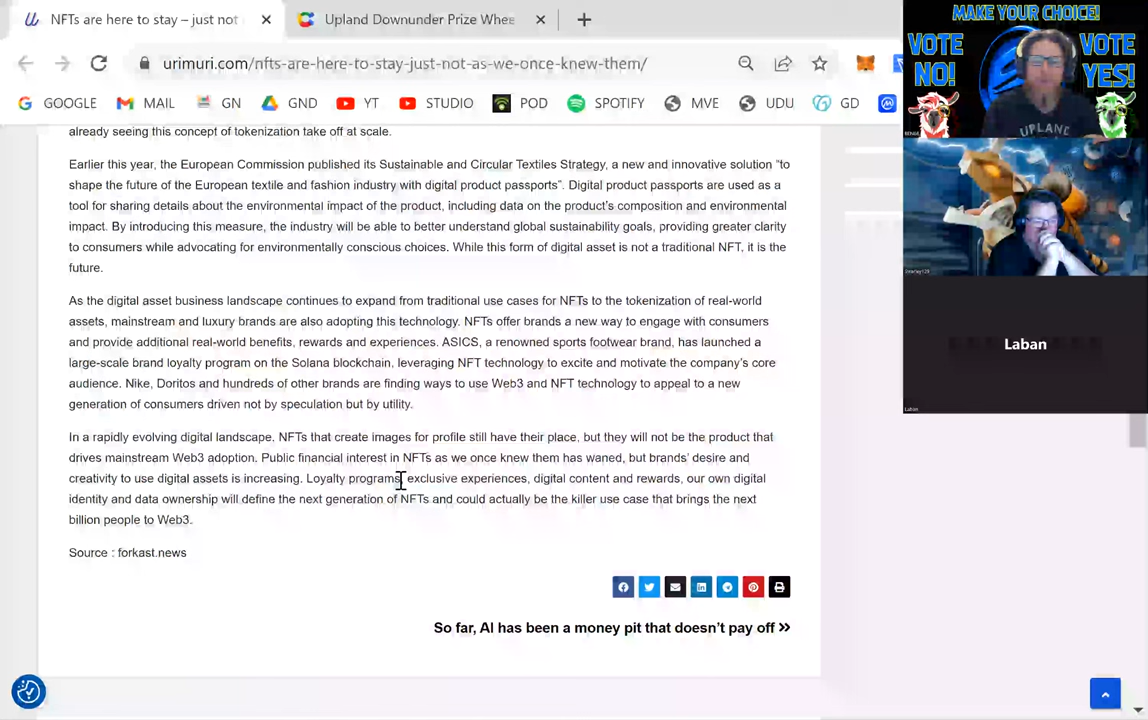 NFTs are here to stay – just not
Upland Downunder Prize Whee
urimuri.com/nfts-are-here-to-stay-just-not-as-we-once-knew-them/
GOOGLE MAIL GN GND YT STUDIO POD SPOTIFY MVE UDU GD
already seeing this concept of tokenization take off at scale.
Earlier this year, the European Commission published its Sustainable and Circular Textiles Strategy, a new and innovative solution "to
shape the future of the European textile and fashion industry with digital product passports". Digital product passports are used as a
tool for sharing details about the environmental impact of the product, including data on the product's composition and environmental
impact. By introducing this measure, the industry will be able to better understand global sustainability goals, providing greater clarity
to consumers while advocating for environmentally conscious choices. While this form of digital asset is not a traditional NFT, it is the
future.
As the digital asset business landscape continues to expand from traditional use cases for NFTs to the tokenization of real-world
assets, mainstream and luxury brands are also adopting this technology. NFTs offer brands a new way to engage with consumers
and provide additional real-world benefits, rewards and experiences. ASICS, a renowned sports footwear brand, has launched a
large-scale brand loyalty program on the Solana blockchain, leveraging NFT technology to excite and motivate the company's core
audience. Nike, Doritos and hundreds of other brands are finding ways to use Web3 and NFT technology to appeal to a new
generation of consumers driven not by speculation but by utility.
In a rapidly evolving digital landscape. NFTs that create images for profile still have their place, but they will not be the product that
drives mainstream Web3 adoption. Public financial interest in NFTs as we once knew them has waned, but brands' desire and
creativity to use digital assets is increasing. Loyalty programs, exclusive experiences, digital content and rewards, our own digital
identity and data ownership will define the next generation of NFTs and could actually be the killer use case that brings the next
billion people to Web3.
Source : forkast.news
So far, AI has been a money pit that doesn't pay off »
MAKE YOUR CHOICE!
VOTE NO!
VOTE YES!
UPLAND
Laban
Laban